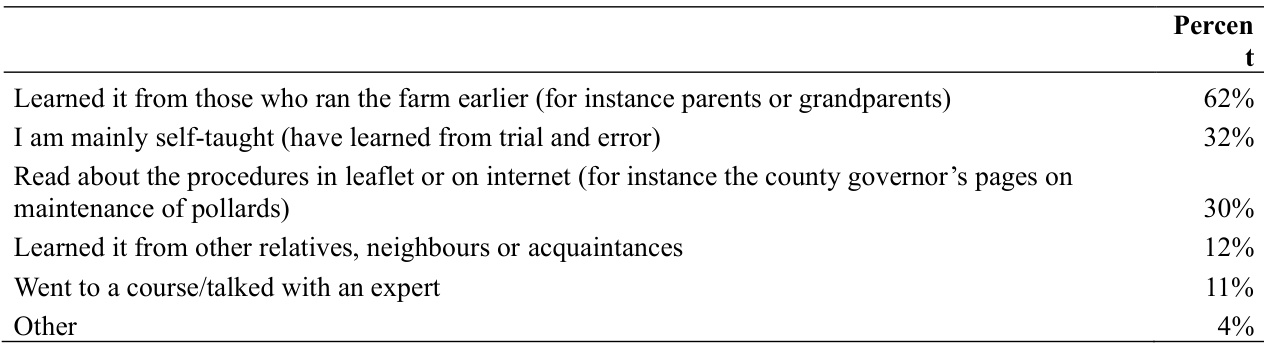 Percen
t
Learned it from those who ran the farm earlier (for instance parents or grandparents) 62%
I am mainly self-taught (have learned from trial and error) 32%
Read about the procedures in leaflet or on internet (for instance the county governor’s pages on
maintenance of pollards) 30%
Learned it from other relatives, neighbours or acquaintances 12%
Went to a course/talked with an expert 11%
Other 4%